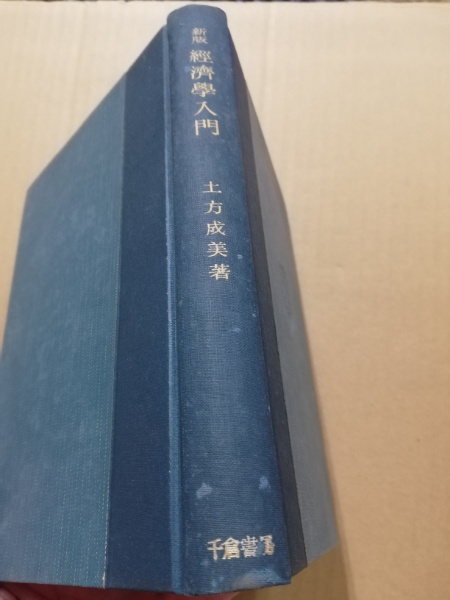 新版
經濟學入門
土方成美著
千倉書房